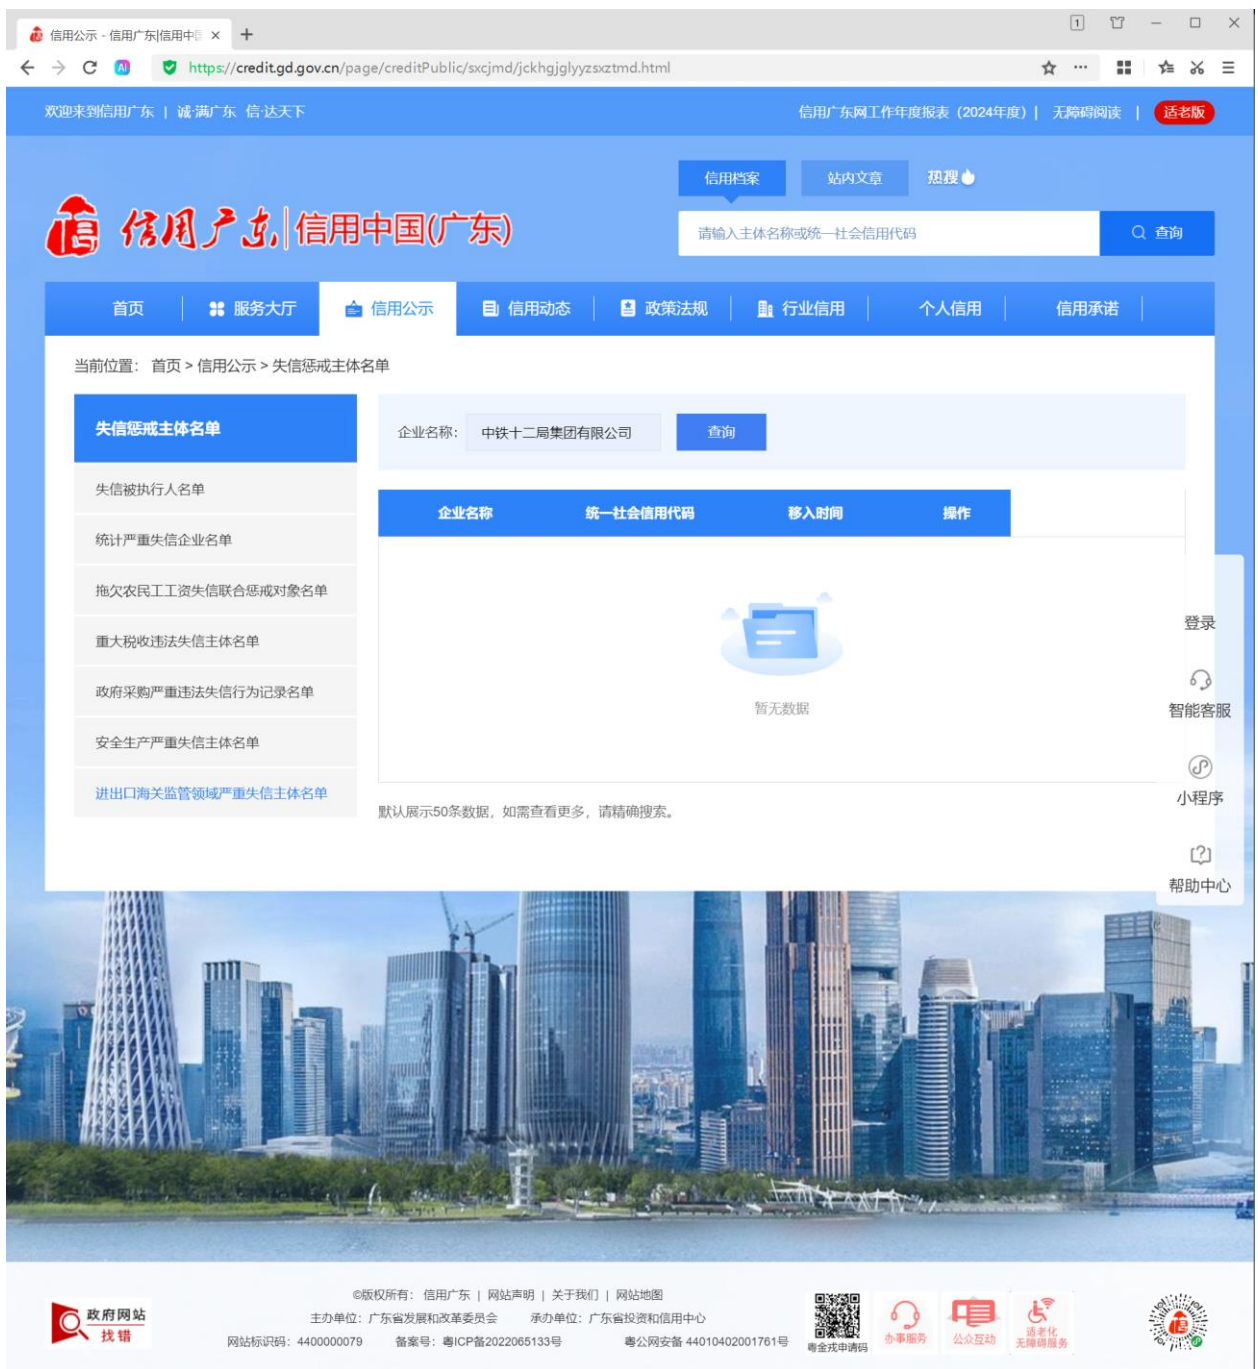 信用公示 - 信用广东|信用中国
1
AI
https://credit.gd.gov.cn/page/creditPublic/sxcjmd/jckhgjglyyzsxztmd.html
欢迎来到信用广东 | 诚·满广东 信·达天下
信用广东网工作年度报表（2024年度）| 无障碍阅读 | 适老版
信用档案 站内文章 热搜
信用广东|信用中国(广东)
请输入主体名称或统一社会信用代码 查询
首页 服务大厅 信用公示 信用动态 政策法规 行业信用 个人信用 信用承诺
当前位置： 首页 > 信用公示 > 失信惩戒主体名单
失信惩戒主体名单
失信被执行人名单
统计严重失信企业名单
拖欠农民工工资失信联合惩戒对象名单
重大税收违法失信主体名单
政府采购严重违法失信行为记录名单
安全生产严重失信主体名单
进出口海关监管领域严重失信主体名单
企业名称： 中铁十二局集团有限公司 查询
企业名称 统一社会信用代码 移入时间 操作
暂无数据
默认展示50条数据，如需查看更多，请精确搜索。
登录
智能客服
小程序
帮助中心
政府网站
找错
©版权所有： 信用广东 | 网站声明 | 关于我们 | 网站地图
主办单位：广东省发展和改革委员会 承办单位：广东省投资和信用中心
网站标识码：4400000079 备案号：粤ICP备2022065133号 粤公网安备 44010402001761号
粤金戎申请码
办事服务
公众互动
适老化
无障碍服务